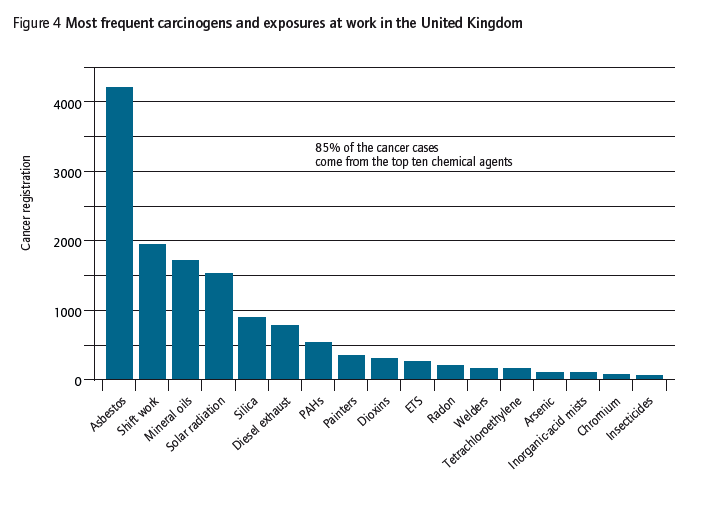 Figure 4 Most frequent carcinogens and exposures at work in the United Kingdom
4000
3000
2000
1000
0
Cancer registration
85% of the cancer cases
come from the top ten chemical agents
Asbestos
Shift work
Mineral oils
Solar radiation
Silica
Diesel exhaust
PAHs
Painters
Dioxins
ETS
Radon
Welders
Tetrachloroethylene
Arsenic
Inorganic-acid mists
Chromium
Insecticides